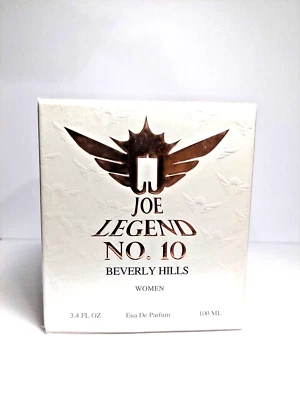 JOE
LEGEND
NO. 10
BEVERLY HILLS
WOMEN
3.4 FL OZ Eau De Parfum 100 ML